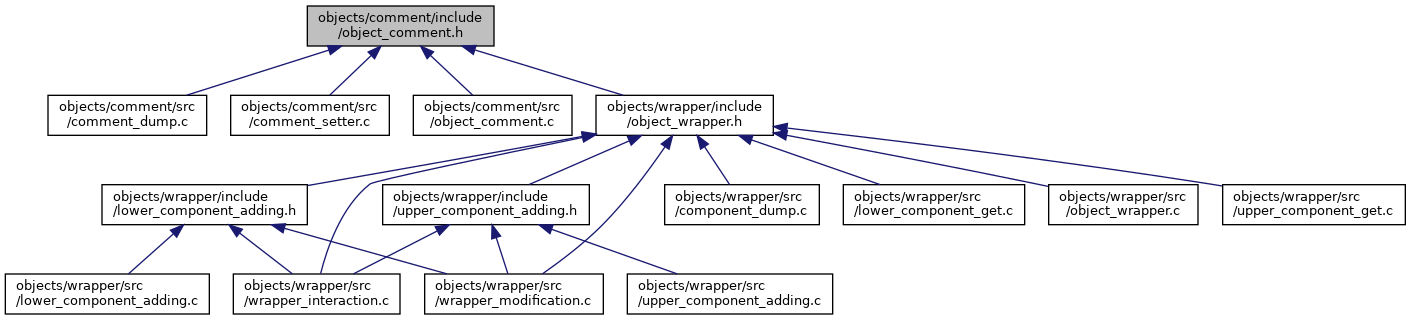 objects/comment/include
/object_comment.h
objects/comment/src
/comment_dump.c
objects/comment/src
/comment_setter.c
objects/comment/src
/object_comment.c
objects/wrapper/include
/object_wrapper.h
objects/wrapper/include
/lower_component_adding.h
objects/wrapper/include
/upper_component_adding.h
objects/wrapper/src
/component_dump.c
objects/wrapper/src
/lower_component_get.c
objects/wrapper/src
/object_wrapper.c
objects/wrapper/src
/upper_component_get.c
objects/wrapper/src
/lower_component_adding.c
objects/wrapper/src
/wrapper_interaction.c
objects/wrapper/src
/wrapper_modification.c
objects/wrapper/src
/upper_component_adding.c